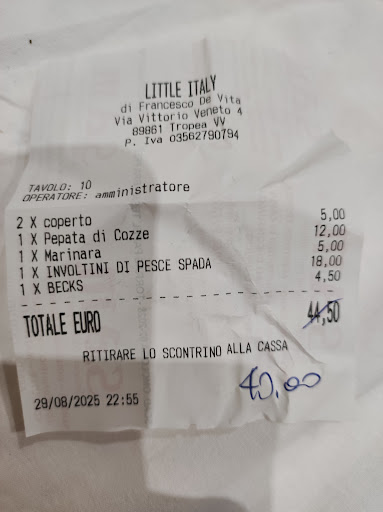 LITTLE ITALY
di Francesco De Vita
Via Vittorio Veneto 4
89861 Tropea VV
P. Iva 03562790794
TAVOLO: 10
OPERATORE: amministratore
2 X coperto 5,00
1 X Pepata di Cozze 12,00
1 X Marinara 5,00
1 X INVOLTINI DI PESCE SPADA 18,00
1 X BECKS 4,50
TOTALE EURO 44,50
RITIRARE LO SCONTRINO ALLA CASSA
40,00
29/08/2025 22:55